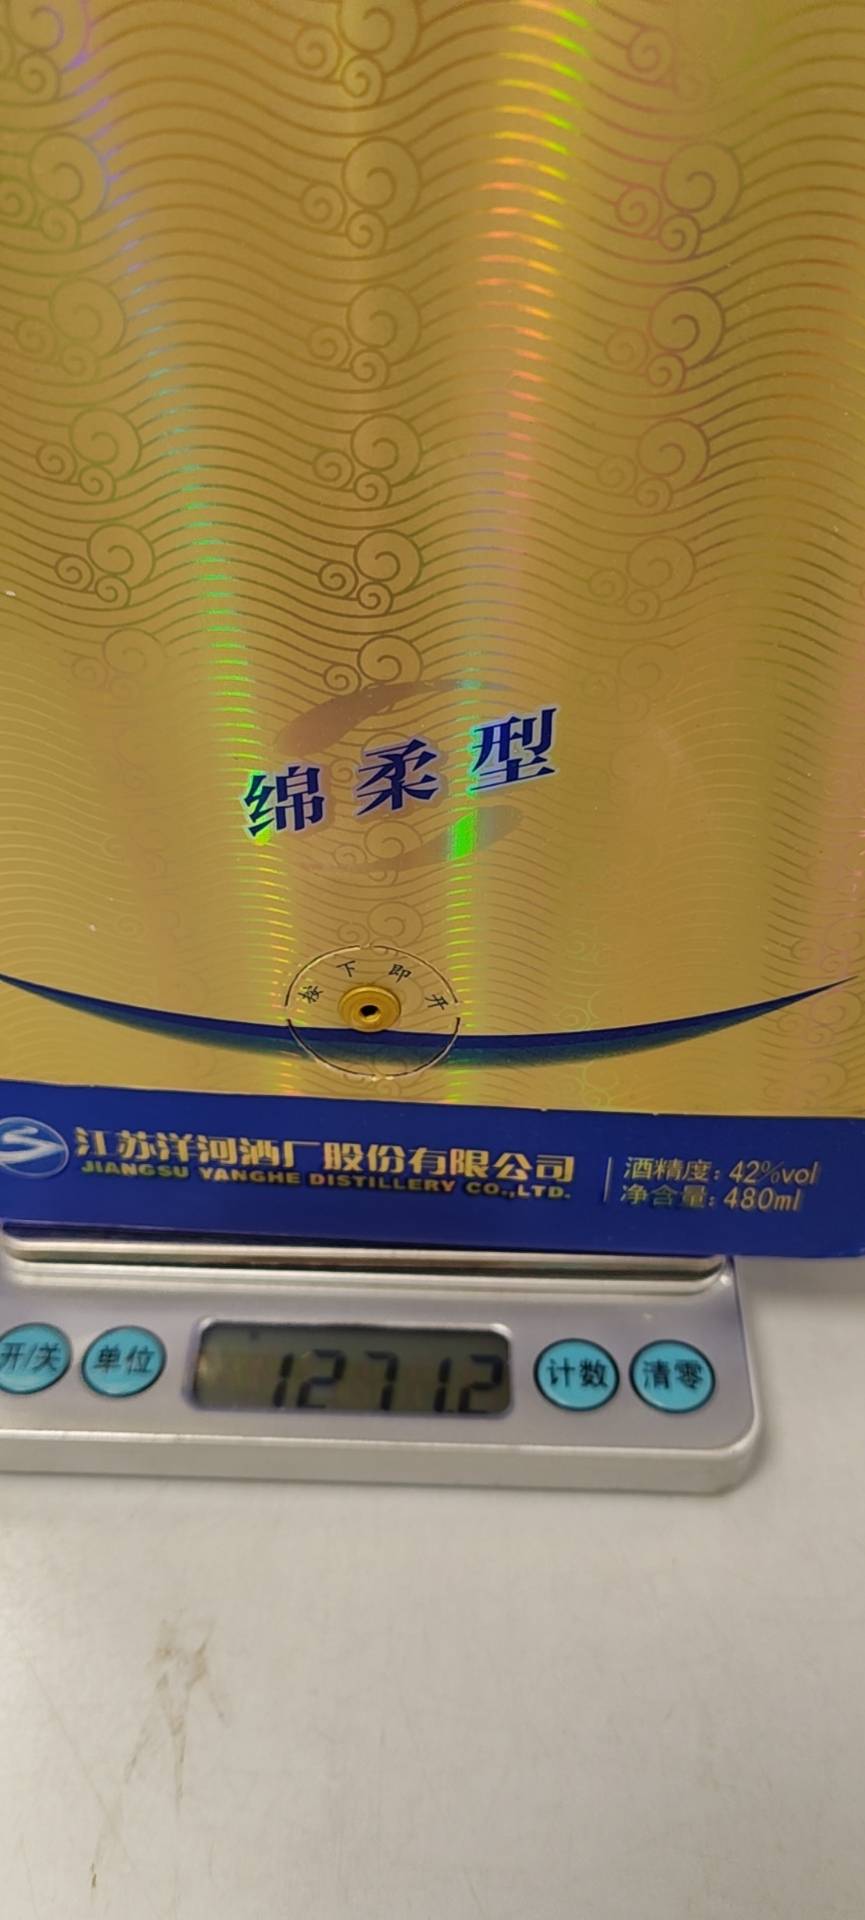 绵柔型
按下即开
江苏洋河酒厂股份有限公司
JIANGSU YANGHE DISTILLERY CO.,LTD.
酒精度: 42%vol
净含量: 480ml
开/关
单位
1271.2
计数
清零